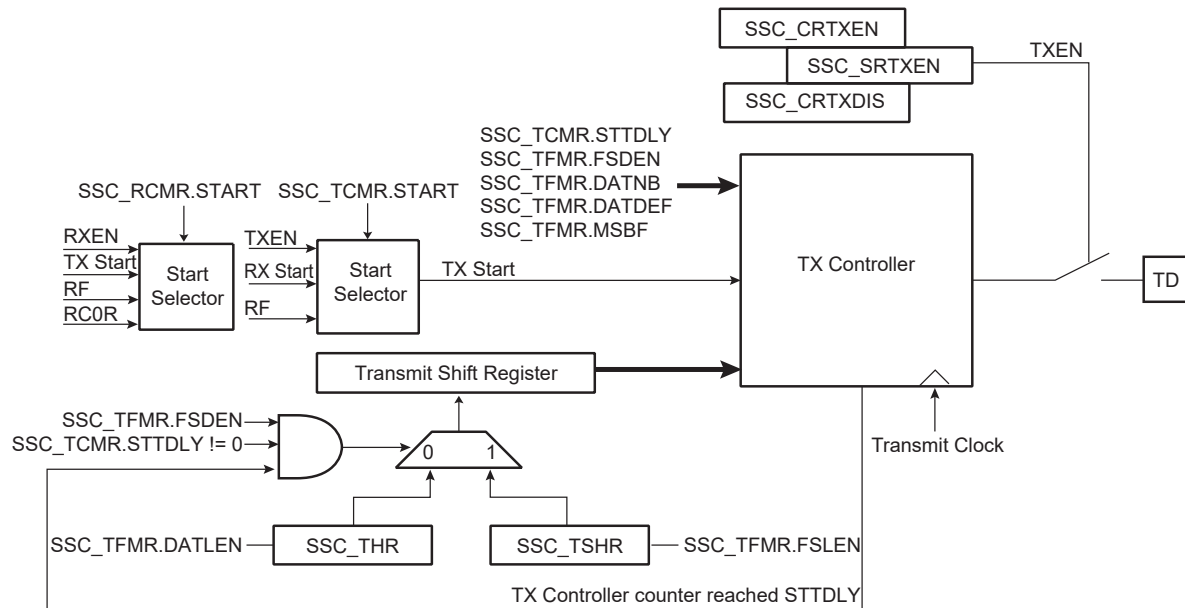 SSC_CRTXEN
SSC_SRTXEN
SSC_CRTXDIS
TXEN
SSC_TCMR.STTDLY
SSC_TFMR.FSDEN
SSC_TFMR.DATNB
SSC_TFMR.DATDEF
SSC_TFMR.MSBF
SSC_RCMR.START
SSC_TCMR.START
RXEN
TX Start
RF
RC0R
Start
Selector
TXEN
RX Start
RF
Start
Selector
TX Start
TX Controller
TD
Transmit Shift Register
Transmit Clock
SSC_TFMR.FSDEN
SSC_TCMR.STTDLY != 0
0 1
SSC_TFMR.DATLEN
SSC_THR
SSC_TSHR
SSC_TFMR.FSLEN
TX Controller counter reached STTDLY